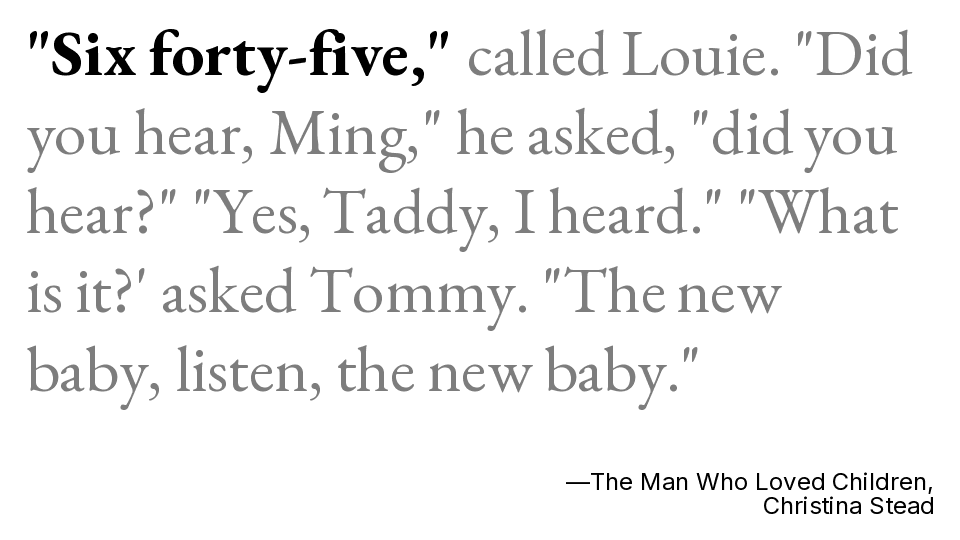 "Six forty-five," called Louie. "Did
you hear, Ming," he asked, "did you
hear?" "Yes, Taddy, I heard." "What
is it?' asked Tommy. "The new
baby, listen, the new baby."
—The Man Who Loved Children,
Christina Stead